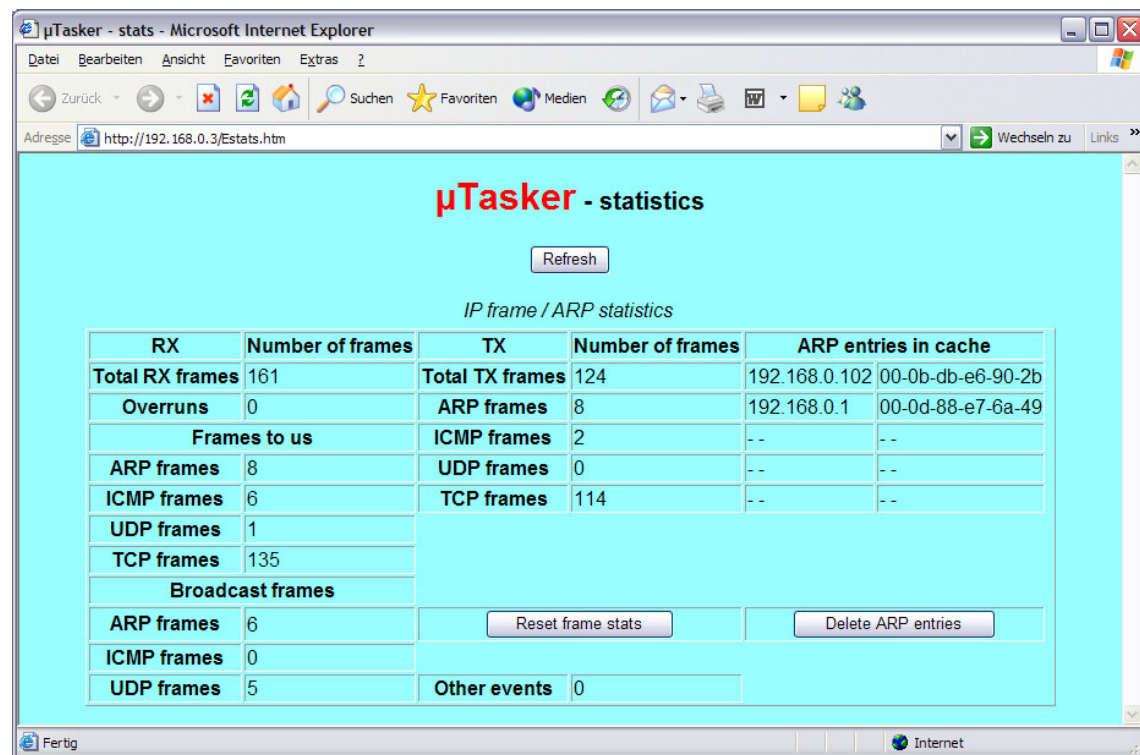 µTasker - stats - Microsoft Internet Explorer
Datei Bearbeiten Ansicht Favoriten Extras ?
Zurück Suchen Favoriten Medien
Adresse http://192.168.0.3/Estats.htm Wechseln zu Links »
µTasker - statistics
Refresh
IP frame / ARP statistics
RX Number of frames TX Number of frames ARP entries in cache
Total RX frames 161 Total TX frames 124 192.168.0.102 00-0b-db-e6-90-2b
Overruns 0 ARP frames 8 192.168.0.1 00-0d-88-e7-6a-49
Frames to us ICMP frames 2 - - - -
ARP frames 8 UDP frames 0 - - - -
ICMP frames 6 TCP frames 114 - - - -
UDP frames 1
TCP frames 135
Broadcast frames
ARP frames 6 Reset frame stats Delete ARP entries
ICMP frames 0
UDP frames 5 Other events 0
Fertig Internet